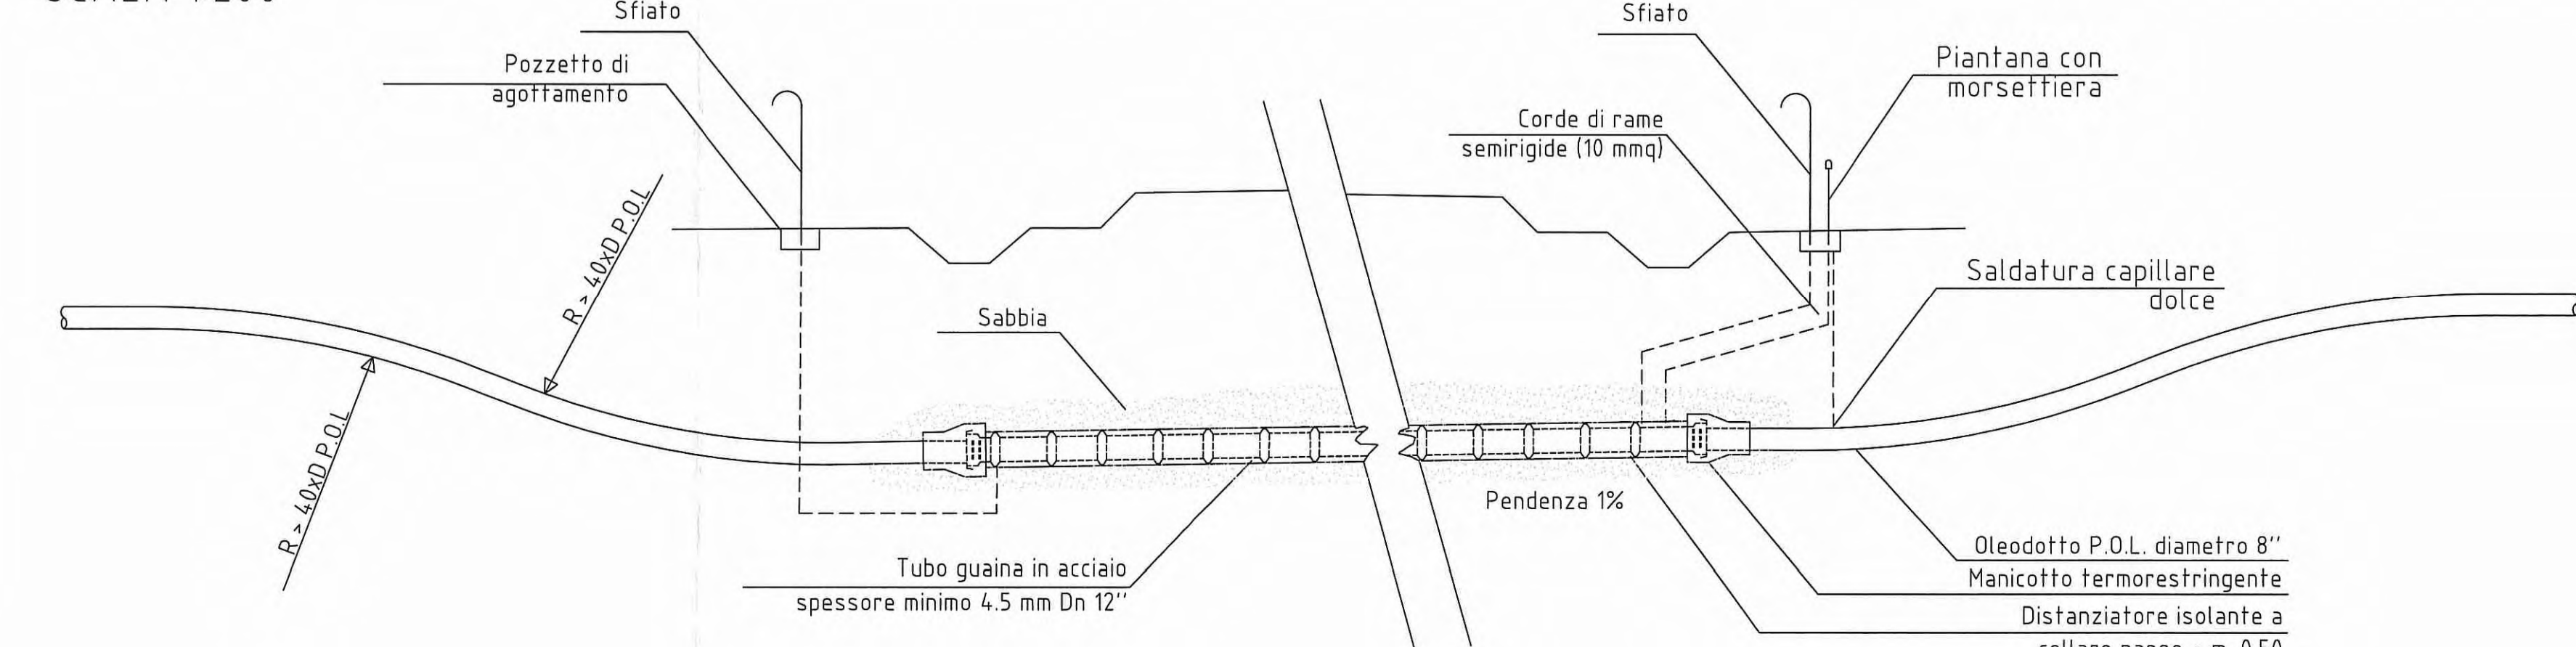 Sfiato
Pozzetto di
agottamento
Sfiato
Piantana con
morsettiera
Corde di rame
semirigide (10 mmq)
R > 40xD P.O.L
R > 40xD P.O.L
Sabbia
Saldatura capillare
dolce
Pendenza 1%
Tubo guaina in acciaio
spessore minimo 4.5 mm Dn 12''
Oleodotto P.O.L. diametro 8''
Manicotto termorestringente
Distanziatore isolante a